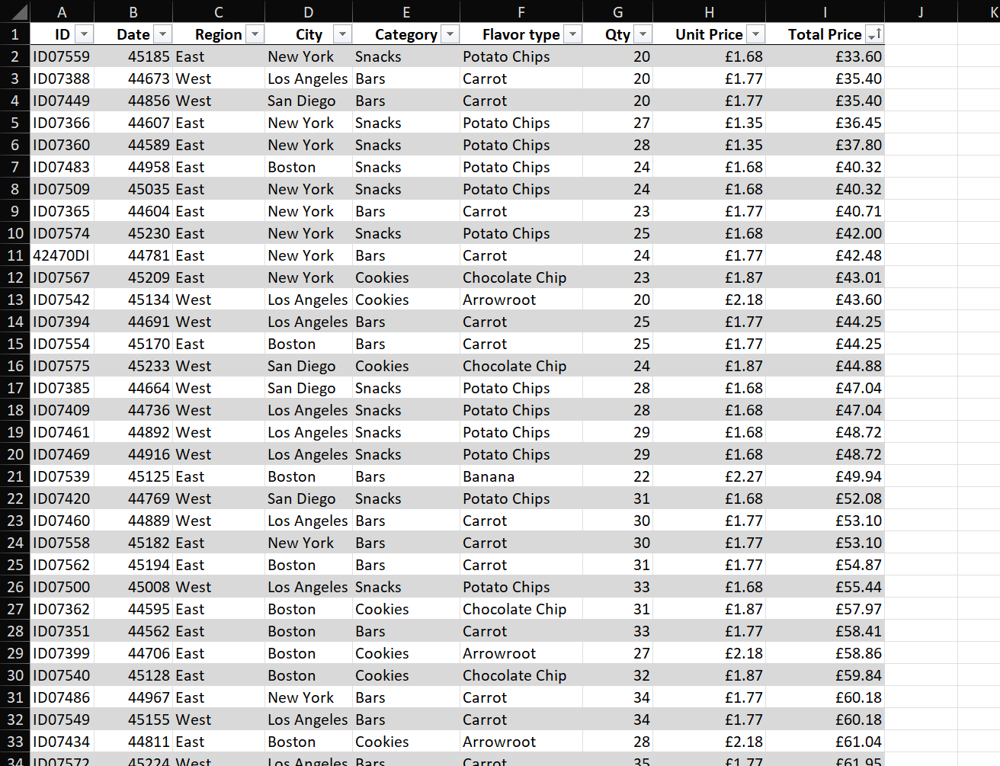 A B C D E F G H I J K
1 ID Date Region City Category Flavor type Qty Unit Price Total Price
2 ID07559 45185 East New York Snacks Potato Chips 20 £1.68 £33.60
3 ID07388 44673 West Los Angeles Bars Carrot 20 £1.77 £35.40
4 ID07449 44856 West San Diego Bars Carrot 20 £1.77 £35.40
5 ID07366 44607 East New York Snacks Potato Chips 27 £1.35 £36.45
6 ID07360 44589 East New York Snacks Potato Chips 28 £1.35 £37.80
7 ID07483 44958 East Boston Snacks Potato Chips 24 £1.68 £40.32
8 ID07509 45035 East New York Snacks Potato Chips 24 £1.68 £40.32
9 ID07365 44604 East New York Bars Carrot 23 £1.77 £40.71
10 ID07574 45230 East New York Snacks Potato Chips 25 £1.68 £42.00
11 42470DI 44781 East New York Bars Carrot 24 £1.77 £42.48
12 ID07567 45209 East New York Cookies Chocolate Chip 23 £1.87 £43.01
13 ID07542 45134 West Los Angeles Cookies Arrowroot 20 £2.18 £43.60
14 ID07394 44691 West Los Angeles Bars Carrot 25 £1.77 £44.25
15 ID07554 45170 East Boston Bars Carrot 25 £1.77 £44.25
16 ID07575 45233 West San Diego Cookies Chocolate Chip 24 £1.87 £44.88
17 ID07385 44664 West San Diego Snacks Potato Chips 28 £1.68 £47.04
18 ID07409 44736 West Los Angeles Snacks Potato Chips 28 £1.68 £47.04
19 ID07461 44892 West Los Angeles Snacks Potato Chips 29 £1.68 £48.72
20 ID07469 44916 West Los Angeles Snacks Potato Chips 29 £1.68 £48.72
21 ID07539 45125 East Boston Bars Banana 22 £2.27 £49.94
22 ID07420 44769 West San Diego Snacks Potato Chips 31 £1.68 £52.08
23 ID07460 44889 West Los Angeles Bars Carrot 30 £1.77 £53.10
24 ID07558 45182 East New York Bars Carrot 30 £1.77 £53.10
25 ID07562 45194 East Boston Bars Carrot 31 £1.77 £54.87
26 ID07500 45008 West Los Angeles Snacks Potato Chips 33 £1.68 £55.44
27 ID07362 44595 East Boston Cookies Chocolate Chip 31 £1.87 £57.97
28 ID07351 44562 East Boston Bars Carrot 33 £1.77 £58.41
29 ID07399 44706 East Boston Cookies Arrowroot 27 £2.18 £58.86
30 ID07540 45128 East Boston Cookies Chocolate Chip 32 £1.87 £59.84
31 ID07486 44967 East New York Bars Carrot 34 £1.77 £60.18
32 ID07549 45155 West Los Angeles Bars Carrot 34 £1.77 £60.18
33 ID07434 44811 East Boston Cookies Arrowroot 28 £2.18 £61.04
34 ID07572 45224 West Los Angeles Bars Carrot 35 £1.77 £61.95